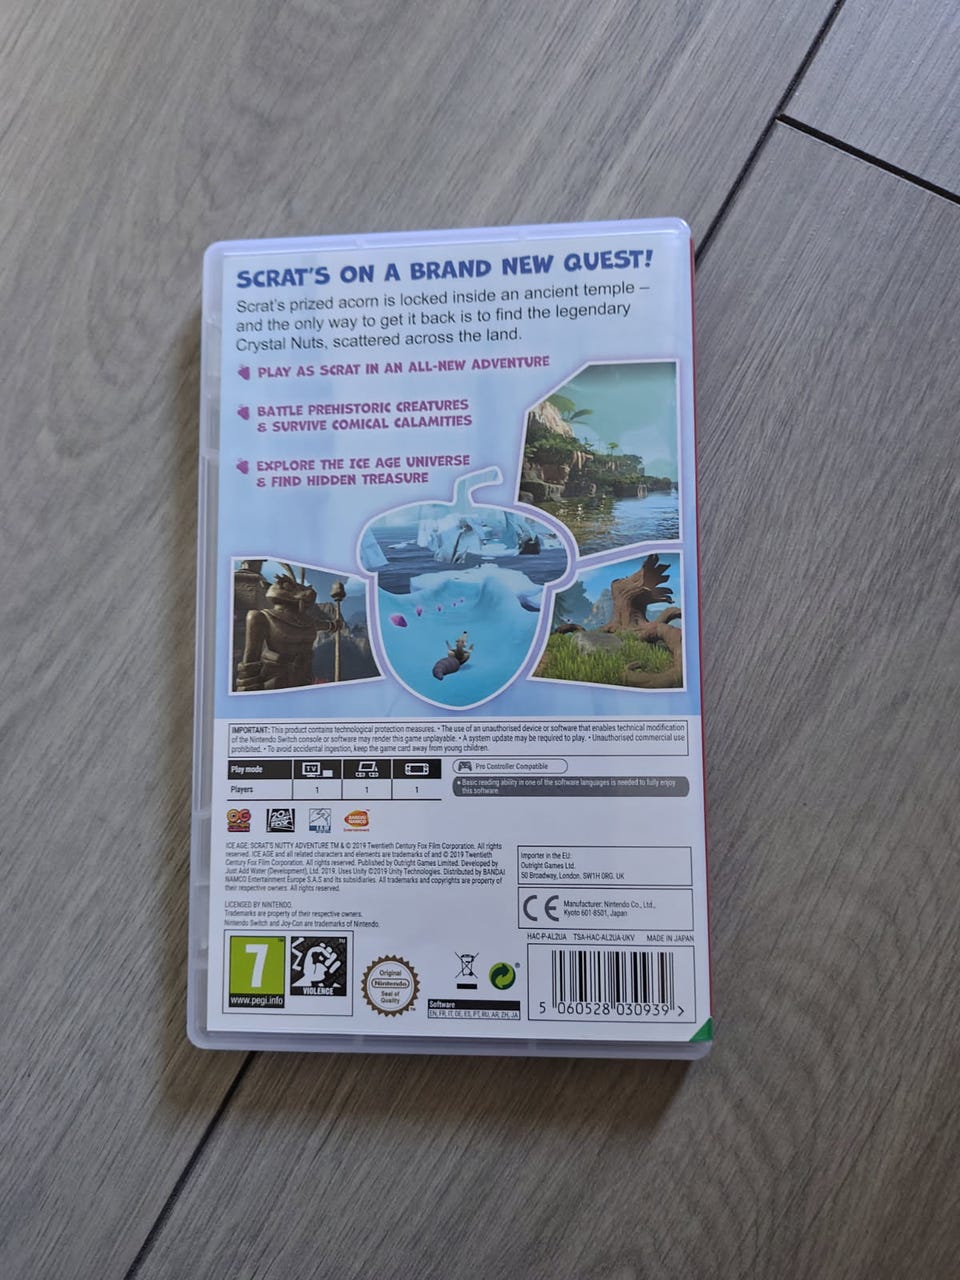 SCRAT'S ON A BRAND NEW QUEST!
Scrat's prized acorn is locked inside an ancient temple –
and the only way to get it back is to find the legendary
Crystal Nuts, scattered across the land.
PLAY AS SCRAT IN AN ALL-NEW ADVENTURE
BATTLE PREHISTORIC CREATURES
& SURVIVE COMICAL CALAMITIES
EXPLORE THE ICE AGE UNIVERSE
& FIND HIDDEN TREASURE
IMPORTANT: This product contains technological protection measures. • The use of an unauthorised device or software that enables technical modification
of the Nintendo Switch console or software may render this game unplayable. • A system update may be required to play. • Unauthorised commercial use
prohibited. • To avoid accidental ingestion, keep the game card away from young children.
Play mode TV
Players 1 1 1
Pro Controller Compatible
• Basic reading ability in one of the software languages is needed to fully enjoy
this software.
OG 20th CENTURY FOX JAW BANDAI NAMCO Entertainment
ICE AGE: SCRAT'S NUTTY ADVENTURE TM & © 2019 Twentieth Century Fox Film Corporation. All rights
reserved. ICE AGE and all related characters and elements are trademarks of and © 2019 Twentieth
Century Fox Film Corporation. All rights reserved. Published by Outright Games Limited. Developed by
Just Add Water (Development), Ltd. 2019. Uses Unity ©2019 Unity Technologies. Distributed by BANDAI
NAMCO Entertainment Europe S.A.S and its subsidiaries. All trademarks and copyrights are property of
their respective owners. All rights reserved.
LICENSED BY NINTENDO.
Trademarks are property of their respective owners.
Nintendo Switch and Joy-Con are trademarks of Nintendo.
Importer in the EU:
Outright Games Ltd.
50 Broadway, London. SW1H 0RG. UK
CE Manufacturer: Nintendo Co., Ltd.,
Kyoto 601-8501, Japan
HAC-P-AL2UA TSA-HAC-AL2UA-UKV MADE IN JAPAN
7
www.pegi.info
VIOLENCE
Original
Nintendo
Seal of
Quality
Software
EN, FR, IT, DE, ES, PT, RU, AR, ZH, JA
5 060528 030939 >